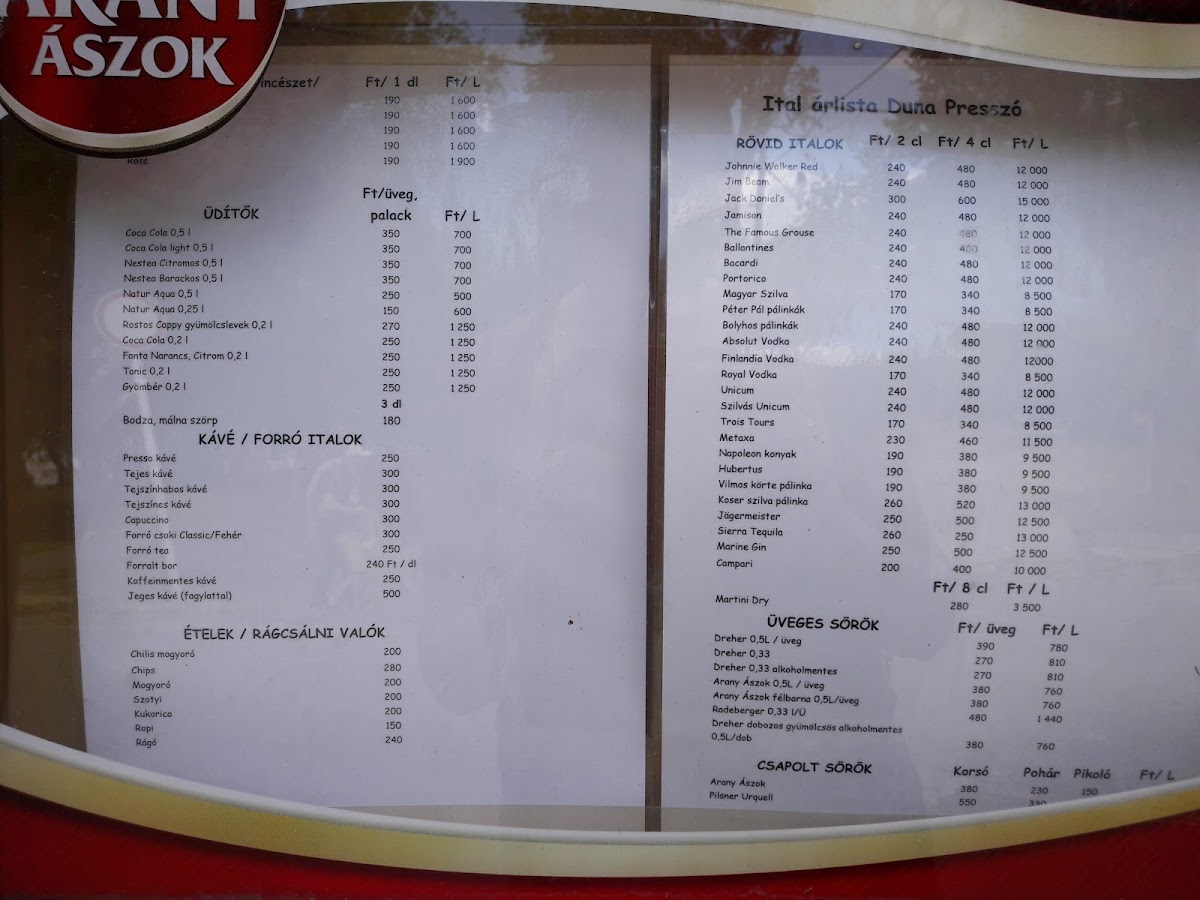 ARANY
ÁSZOK
incészet/ Ft/ 1 dl Ft/ L
190 1 600
190 1 600
190 1 600
190 1 600
Rosé 190 1 900
ÜDÍTŐK Ft/üveg, palack Ft/ L
Coca Cola 0,5 l 350 700
Coca Cola light 0,5 l 350 700
Nestea Citromos 0,5 l 350 700
Nestea Barackos 0,5 l 350 700
Natur Aqua 0,5 l 250 500
Natur Aqua 0,25 l 150 600
Rostos Cappy gyümölcslevek 0,2 l 270 1 250
Coca Cola 0,2 l 250 1 250
Fanta Narancs, Citrom 0,2 l 250 1 250
Tonic 0,2 l 250 1 250
Gyömbér 0,2 l 250 1 250
3 dl
Bodza, málna szörp 180
KÁVÉ / FORRÓ ITALOK
Presso kávé 250
Tejes kávé 300
Tejszínhabos kávé 300
Tejszínes kávé 300
Capuccino 300
Forró csoki Classic/Fehér 300
Forró tea 250
Forralt bor 240 Ft / dl
Koffeinmentes kávé 250
Jeges kávé (fagylattal) 500
ÉTELEK / RÁGCSÁLNI VALÓK
Chilis mogyoró 200
Chips 280
Mogyoró 200
Szotyi 200
Kukorica 200
Ropi 150
Rágó 240
Ital árlista Duna Presszó
RÖVID ITALOK Ft/ 2 cl Ft/ 4 cl Ft/ L
Johnnie Walker Red 240 480 12 000
Jim Beam 240 480 12 000
Jack Daniel's 300 600 15 000
Jamison 240 480 12 000
The Famous Grouse 240 480 12 000
Ballantines 240 480 12 000
Bacardi 240 480 12 000
Portorico 240 480 12 000
Magyar Szilva 170 340 8 500
Péter Pál pálinkák 170 340 8 500
Bolyhos pálinkák 240 480 12 000
Absolut Vodka 240 480 12 000
Finlandia Vodka 240 480 12000
Royal Vodka 170 340 8 500
Unicum 240 480 12 000
Szilvás Unicum 240 480 12 000
Trois Tours 170 340 8 500
Metaxa 230 460 11 500
Napoleon konyak 190 380 9 500
Hubertus 190 380 9 500
Vilmos körte pálinka 190 380 9 500
Koser szilva pálinka 260 520 13 000
Jägermeister 250 500 12 500
Sierra Tequila 260 250 13 000
Marine Gin 250 500 12 500
Campari 200 400 10 000
Ft/ 8 cl Ft / L
Martini Dry 280 3 500
ÜVEGES SÖRÖK Ft/ üveg Ft/ L
Dreher 0,5L / üveg 390 780
Dreher 0,33 270 810
Dreher 0,33 alkoholmentes 270 810
Arany Ászok 0,5L / üveg 380 760
Arany Ászok félbarna 0,5L/üveg 380 760
Radeberger 0,33 l/Ü 480 1 440
Dreher dobozos gyümölcsös alkoholmentes
0,5L/dob 380 760
CSAPOLT SÖRÖK Korsó Pohár Pikoló Ft/ L
Arany Ászok 380 230 150
Pilsner Urquell 550 330